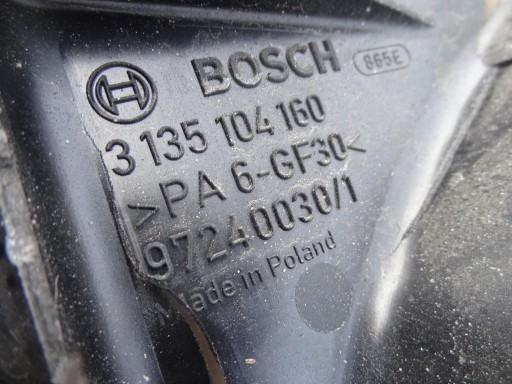 BOSCH 865E
3 135 104 160
>PA 6-GF30<
97240030/1
Made in Poland